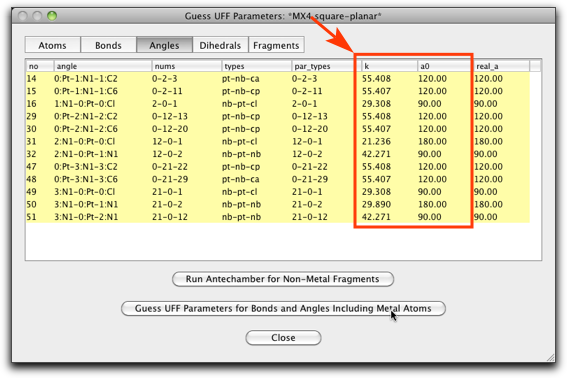 Guess UFF Parameters: *MX4.square-planar*
Atoms Bonds Angles Dihedrals Fragments
no angle nums types par_types k a0 real_a
14 0:Pt-1:N1-1:C2 0-2-3 pt-nb-ca 0-2-3 55.408 120.00 120.00
15 0:Pt-1:N1-1:C6 0-2-11 pt-nb-cp 0-2-11 55.407 120.00 120.00
16 1:N1-0:Pt-0:Cl 2-0-1 nb-pt-cl 2-0-1 29.308 90.00 90.00
29 0:Pt-2:N1-2:C2 0-12-13 pt-nb-cp 0-12-13 55.408 120.00 120.00
30 0:Pt-2:N1-2:C6 0-12-20 pt-nb-cp 0-12-20 55.407 120.00 120.00
31 2:N1-0:Pt-0:Cl 12-0-1 nb-pt-cl 12-0-1 21.236 180.00 180.00
32 2:N1-0:Pt-1:N1 12-0-2 nb-pt-nb 12-0-2 42.271 90.00 90.00
47 0:Pt-3:N1-3:C2 0-21-22 pt-nb-cp 0-21-22 55.408 120.00 120.00
48 0:Pt-3:N1-3:C6 0-21-29 pt-nb-ca 0-21-29 55.407 120.00 120.00
49 3:N1-0:Pt-0:Cl 21-0-1 nb-pt-cl 21-0-1 29.308 90.00 90.00
50 3:N1-0:Pt-1:N1 21-0-2 nb-pt-nb 21-0-2 29.890 180.00 180.00
51 3:N1-0:Pt-2:N1 21-0-12 nb-pt-nb 21-0-12 42.271 90.00 90.00
Run Antechamber for Non-Metal Fragments
Guess UFF Parameters for Bonds and Angles Including Metal Atoms
Close